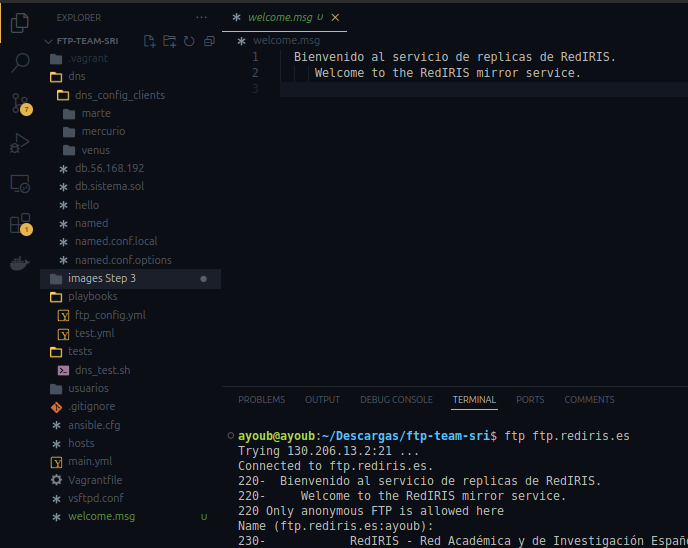 EXPLORER
FTP-TEAM-SRI
.vagrant
dns
dns_config_clients
marte
mercurio
venus
db.56.168.192
db.sistema.sol
hello
named
named.conf.local
named.conf.options
images Step 3
playbooks
ftp_config.yml
test.yml
tests
dns_test.sh
usuarios
.gitignore
ansible.cfg
hosts
main.yml
Vagrantfile
vsftpd.conf
welcome.msg U
7
1
welcome.msg U
welcome.msg
1 Bienvenido al servicio de replicas de RedIRIS.
2 Welcome to the RedIRIS mirror service.
3
PROBLEMS OUTPUT DEBUG CONSOLE TERMINAL PORTS COMMENTS
ayoub@ayoub:~/Descargas/ftp-team-sri$ ftp ftp.rediris.es
Trying 130.206.13.2:21 ...
Connected to ftp.rediris.es.
220- Bienvenido al servicio de replicas de RedIRIS.
220- Welcome to the RedIRIS mirror service.
220 Only anonymous FTP is allowed here
Name (ftp.rediris.es:ayoub):
230- RedIRIS - Red Académica y de Investigación Españo